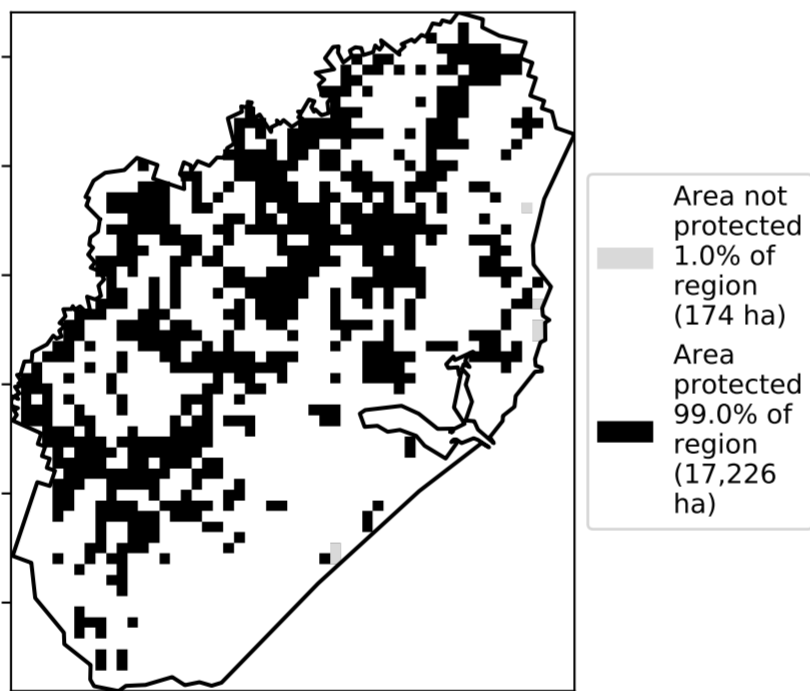 Area not
protected
1.0% of
region
(174 ha)
Area
protected
99.0% of
region
(17,226
ha)